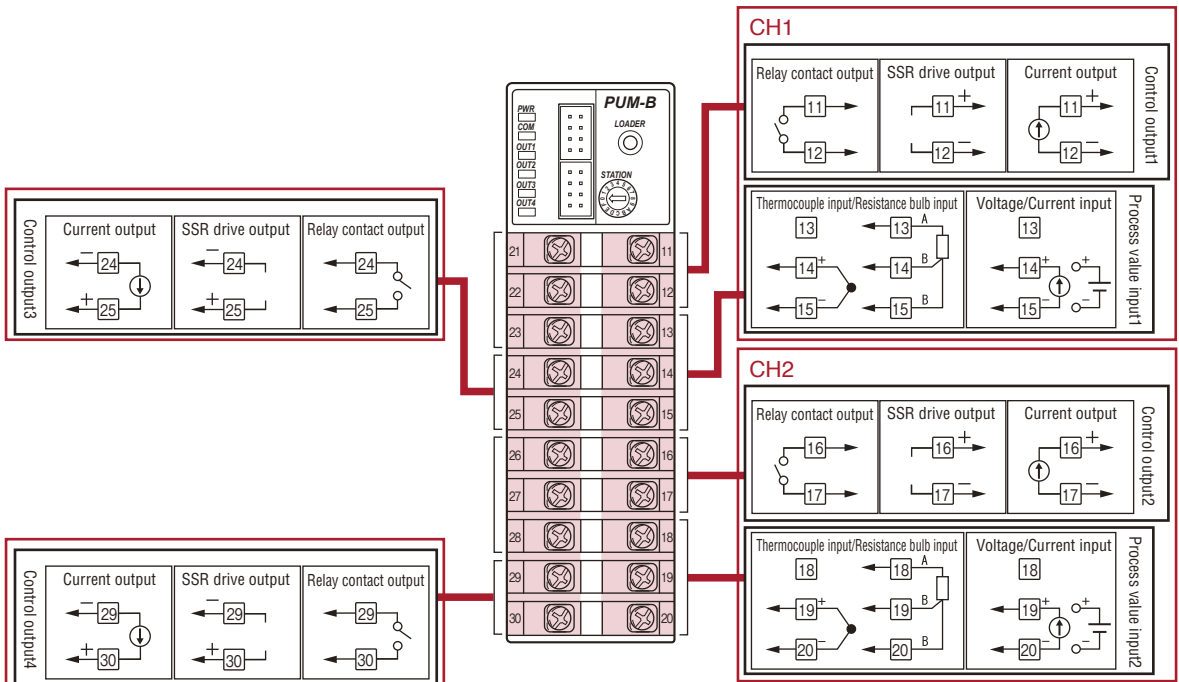 CH1
Relay contact output
SSR drive output
Current output
Control output1
11
12
11 +
12 −
11 +
12 −
Thermocouple input/Resistance bulb input
Voltage/Current input
Process value input1
13
14 +
15 −
13 A
14 B
15 B
13
14 + +
15 − −
PUM-B
PWR
COM
OUT1
OUT2
OUT3
OUT4
LOADER
STATION
21 11
22 12
23 13
24 14
25 15
26 16
27 17
28 18
29 19
30 20
Control output3
Current output
SSR drive output
Relay contact output
− 24
+ 25
− 24
+ 25
24
25
CH2
Relay contact output
SSR drive output
Current output
Control output2
16
17
16 +
17 −
16 +
17 −
Thermocouple input/Resistance bulb input
Voltage/Current input
Process value input2
18
19 +
20 −
18 A
19 B
20 B
18
19 + +
20 − −
Control output4
Current output
SSR drive output
Relay contact output
− 29
+ 30
− 29
+ 30
29
30